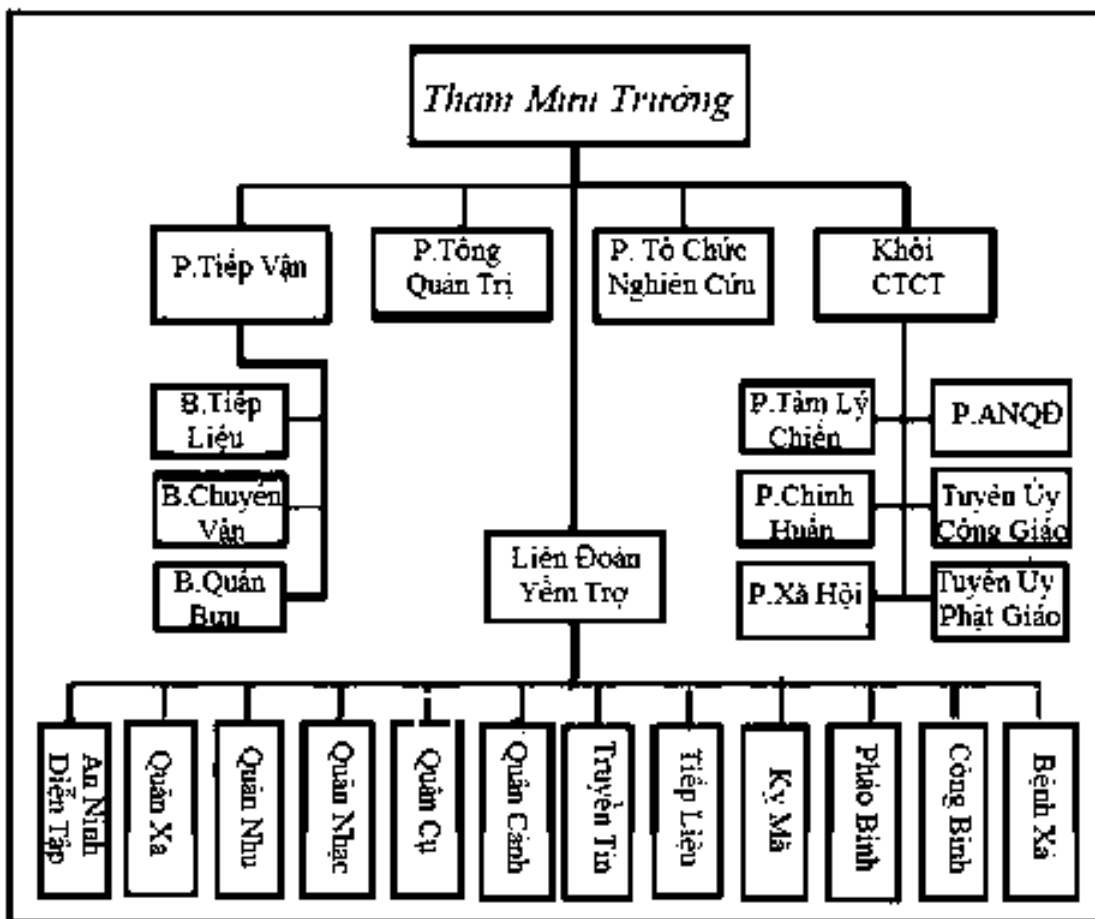 Tham Mưu Trưởng
P.Tiếp Vận
P.Tổng
Quản Trị
P. Tổ Chức
Nghiên Cứu
Khối
CTCT
B.Tiếp
Liệu
B.Chuyển
Vận
B.Quân
Bưu
P.Tâm Lý
Chiến
P.ANQĐ
P.Chính
Huấn
Tuyên Úy
Công Giáo
P.Xã Hội
Tuyên Úy
Phật Giáo
Liên Đoàn
Yểm Trợ
An Ninh
Diễn Tập
Quân Xa
Quân Nhu
Quân Nhạc
Quân Cụ
Quân Cảnh
Truyền Tin
Tiếp Liệu
Kỵ Mã
Pháo Binh
Công Binh
Bệnh Xá